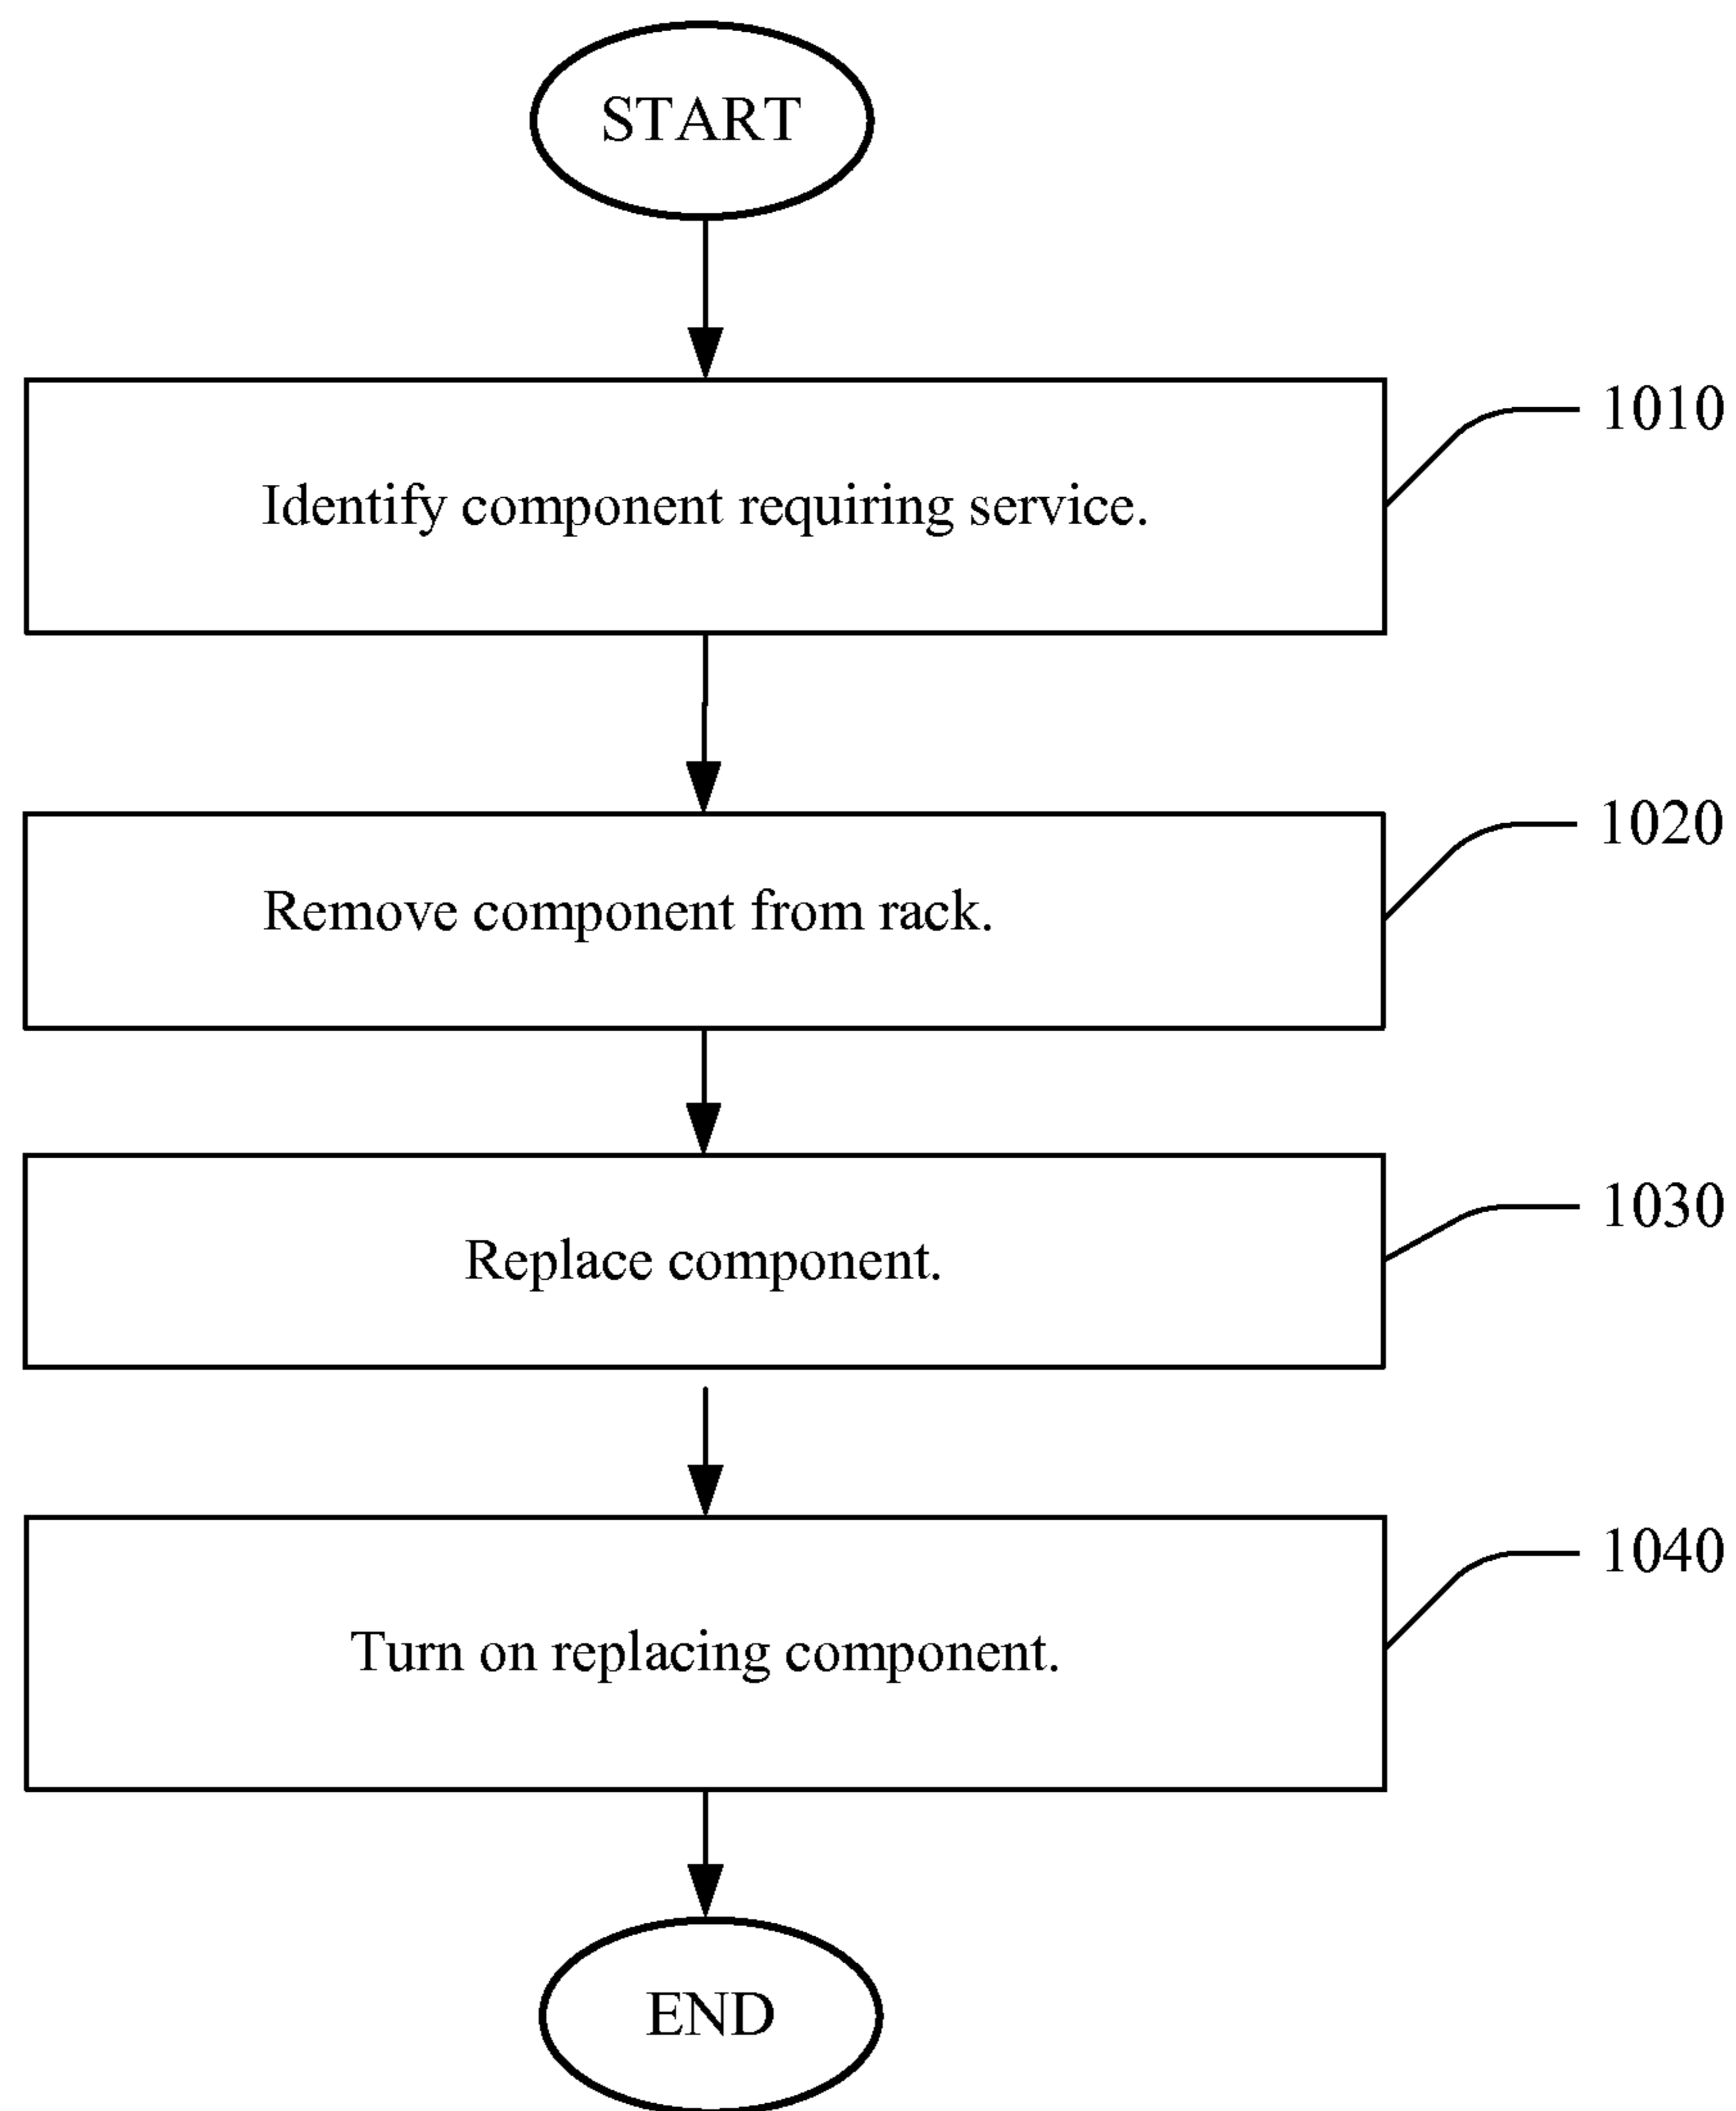 START
1010
Identify component requiring service.
1020
Remove component from rack.
1030
Replace component.
1040
Turn on replacing component.
END